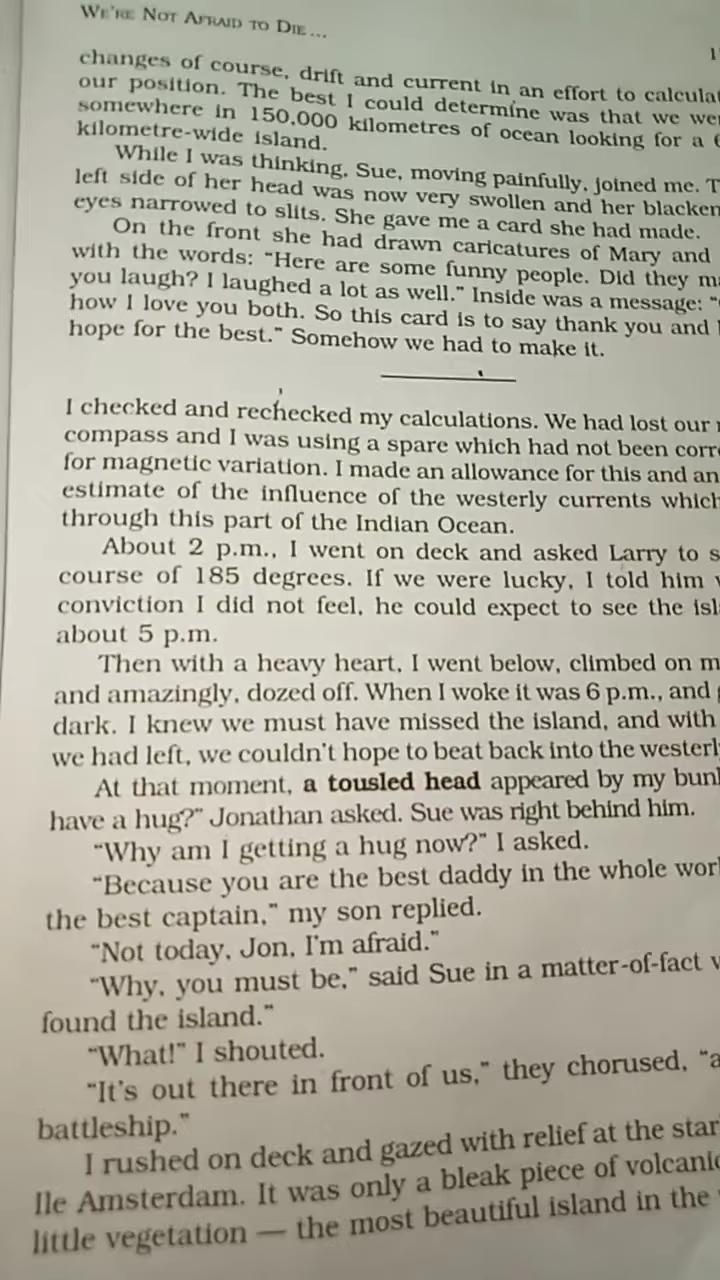 WE'RE NOT AFRAID TO DIE...
1
changes of course, drift and current in an effort to calculat
our position. The best I could determine was that we wer
somewhere in 150,000 kilometres of ocean looking for a 6
kilometre-wide island.
While I was thinking, Sue, moving painfully, joined me. T
left side of her head was now very swollen and her blacken
eyes narrowed to slits. She gave me a card she had made.
On the front she had drawn caricatures of Mary and
with the words: "Here are some funny people. Did they ma
you laugh? I laughed a lot as well." Inside was a message: "
how I love you both. So this card is to say thank you and l
hope for the best." Somehow we had to make it.
I checked and rechecked my calculations. We had lost our
compass and I was using a spare which had not been corre
for magnetic variation. I made an allowance for this and an
estimate of the influence of the westerly currents which
through this part of the Indian Ocean.
About 2 p.m., I went on deck and asked Larry to s
course of 185 degrees. If we were lucky, I told him
conviction I did not feel, he could expect to see the isl
about 5 p.m.
Then with a heavy heart, I went below, climbed on m
and amazingly, dozed off. When I woke it was 6 p.m., and
dark. I knew we must have missed the island, and with
we had left, we couldn't hope to beat back into the westerly
At that moment, a tousled head appeared by my bunk
have a hug?" Jonathan asked. Sue was right behind him.
"Why am I getting a hug now?" I asked.
"Because you are the best daddy in the whole worl
the best captain," my son replied.
"Not today, Jon, I'm afraid."
"Why, you must be," said Sue in a matter-of-fact v
found the island."
"What!" I shouted.
"It's out there in front of us," they chorused, "a
battleship."
I rushed on deck and gazed with relief at the star
Ile Amsterdam. It was only a bleak piece of volcanic
little vegetation — the most beautiful island in the